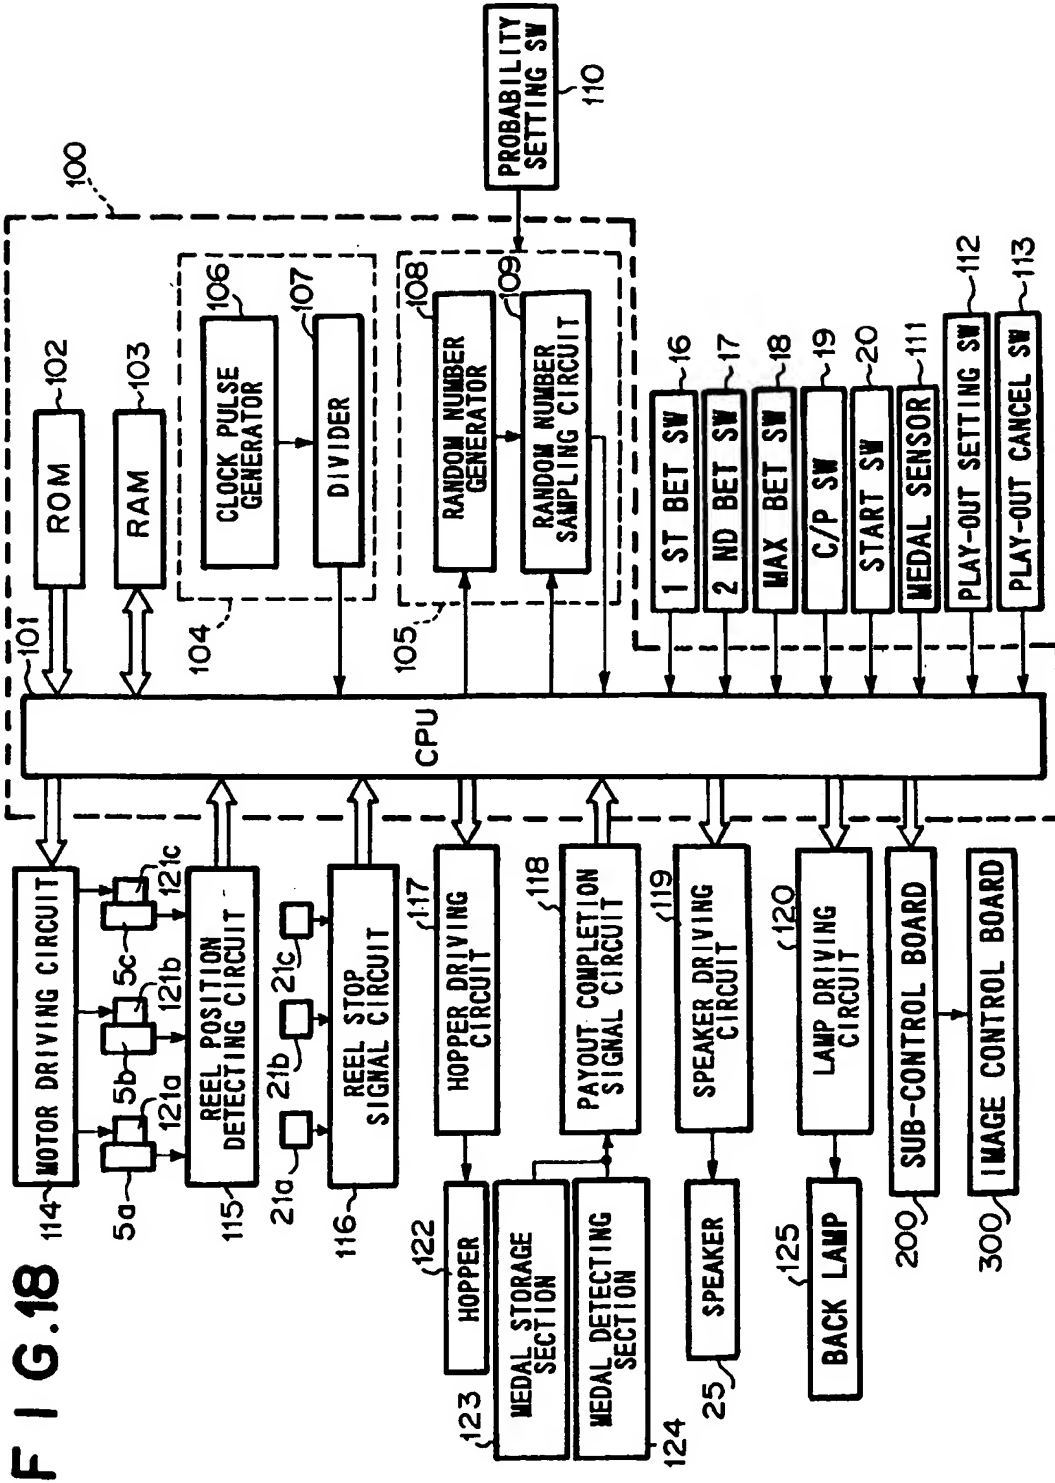 FIG.18
114
MOTOR DRIVING CIRCUIT
5a
121a
5b
121b
5c
121c
115
REEL POSITION
DETECTING CIRCUIT
21a
21b
21c
116
REEL STOP
SIGNAL CIRCUIT
117
HOPPER DRIVING
CIRCUIT
122
HOPPER
118
PAYOUT COMPLETION
SIGNAL CIRCUIT
123
MEDAL STORAGE
SECTION
MEDAL DETECTING
SECTION
124
119
SPEAKER DRIVING
CIRCUIT
SPEAKER
25
120
LAMP DRIVING
CIRCUIT
125
BACK LAMP
SUB-CONTROL BOARD
200
IMAGE CONTROL BOARD
300
CPU
101
100
ROM
102
RAM
103
104
CLOCK PULSE
GENERATOR
106
DIVIDER
107
105
RANDOM NUMBER
GENERATOR
108
RANDOM NUMBER
SAMPLING CIRCUIT
109
PROBABILITY
SETTING SW
110
1 ST BET SW
16
2 ND BET SW
17
MAX BET SW
18
C/P SW
19
START SW
20
MEDAL SENSOR
111
PLAY-OUT SETTING SW
112
PLAY-OUT CANCEL SW
113